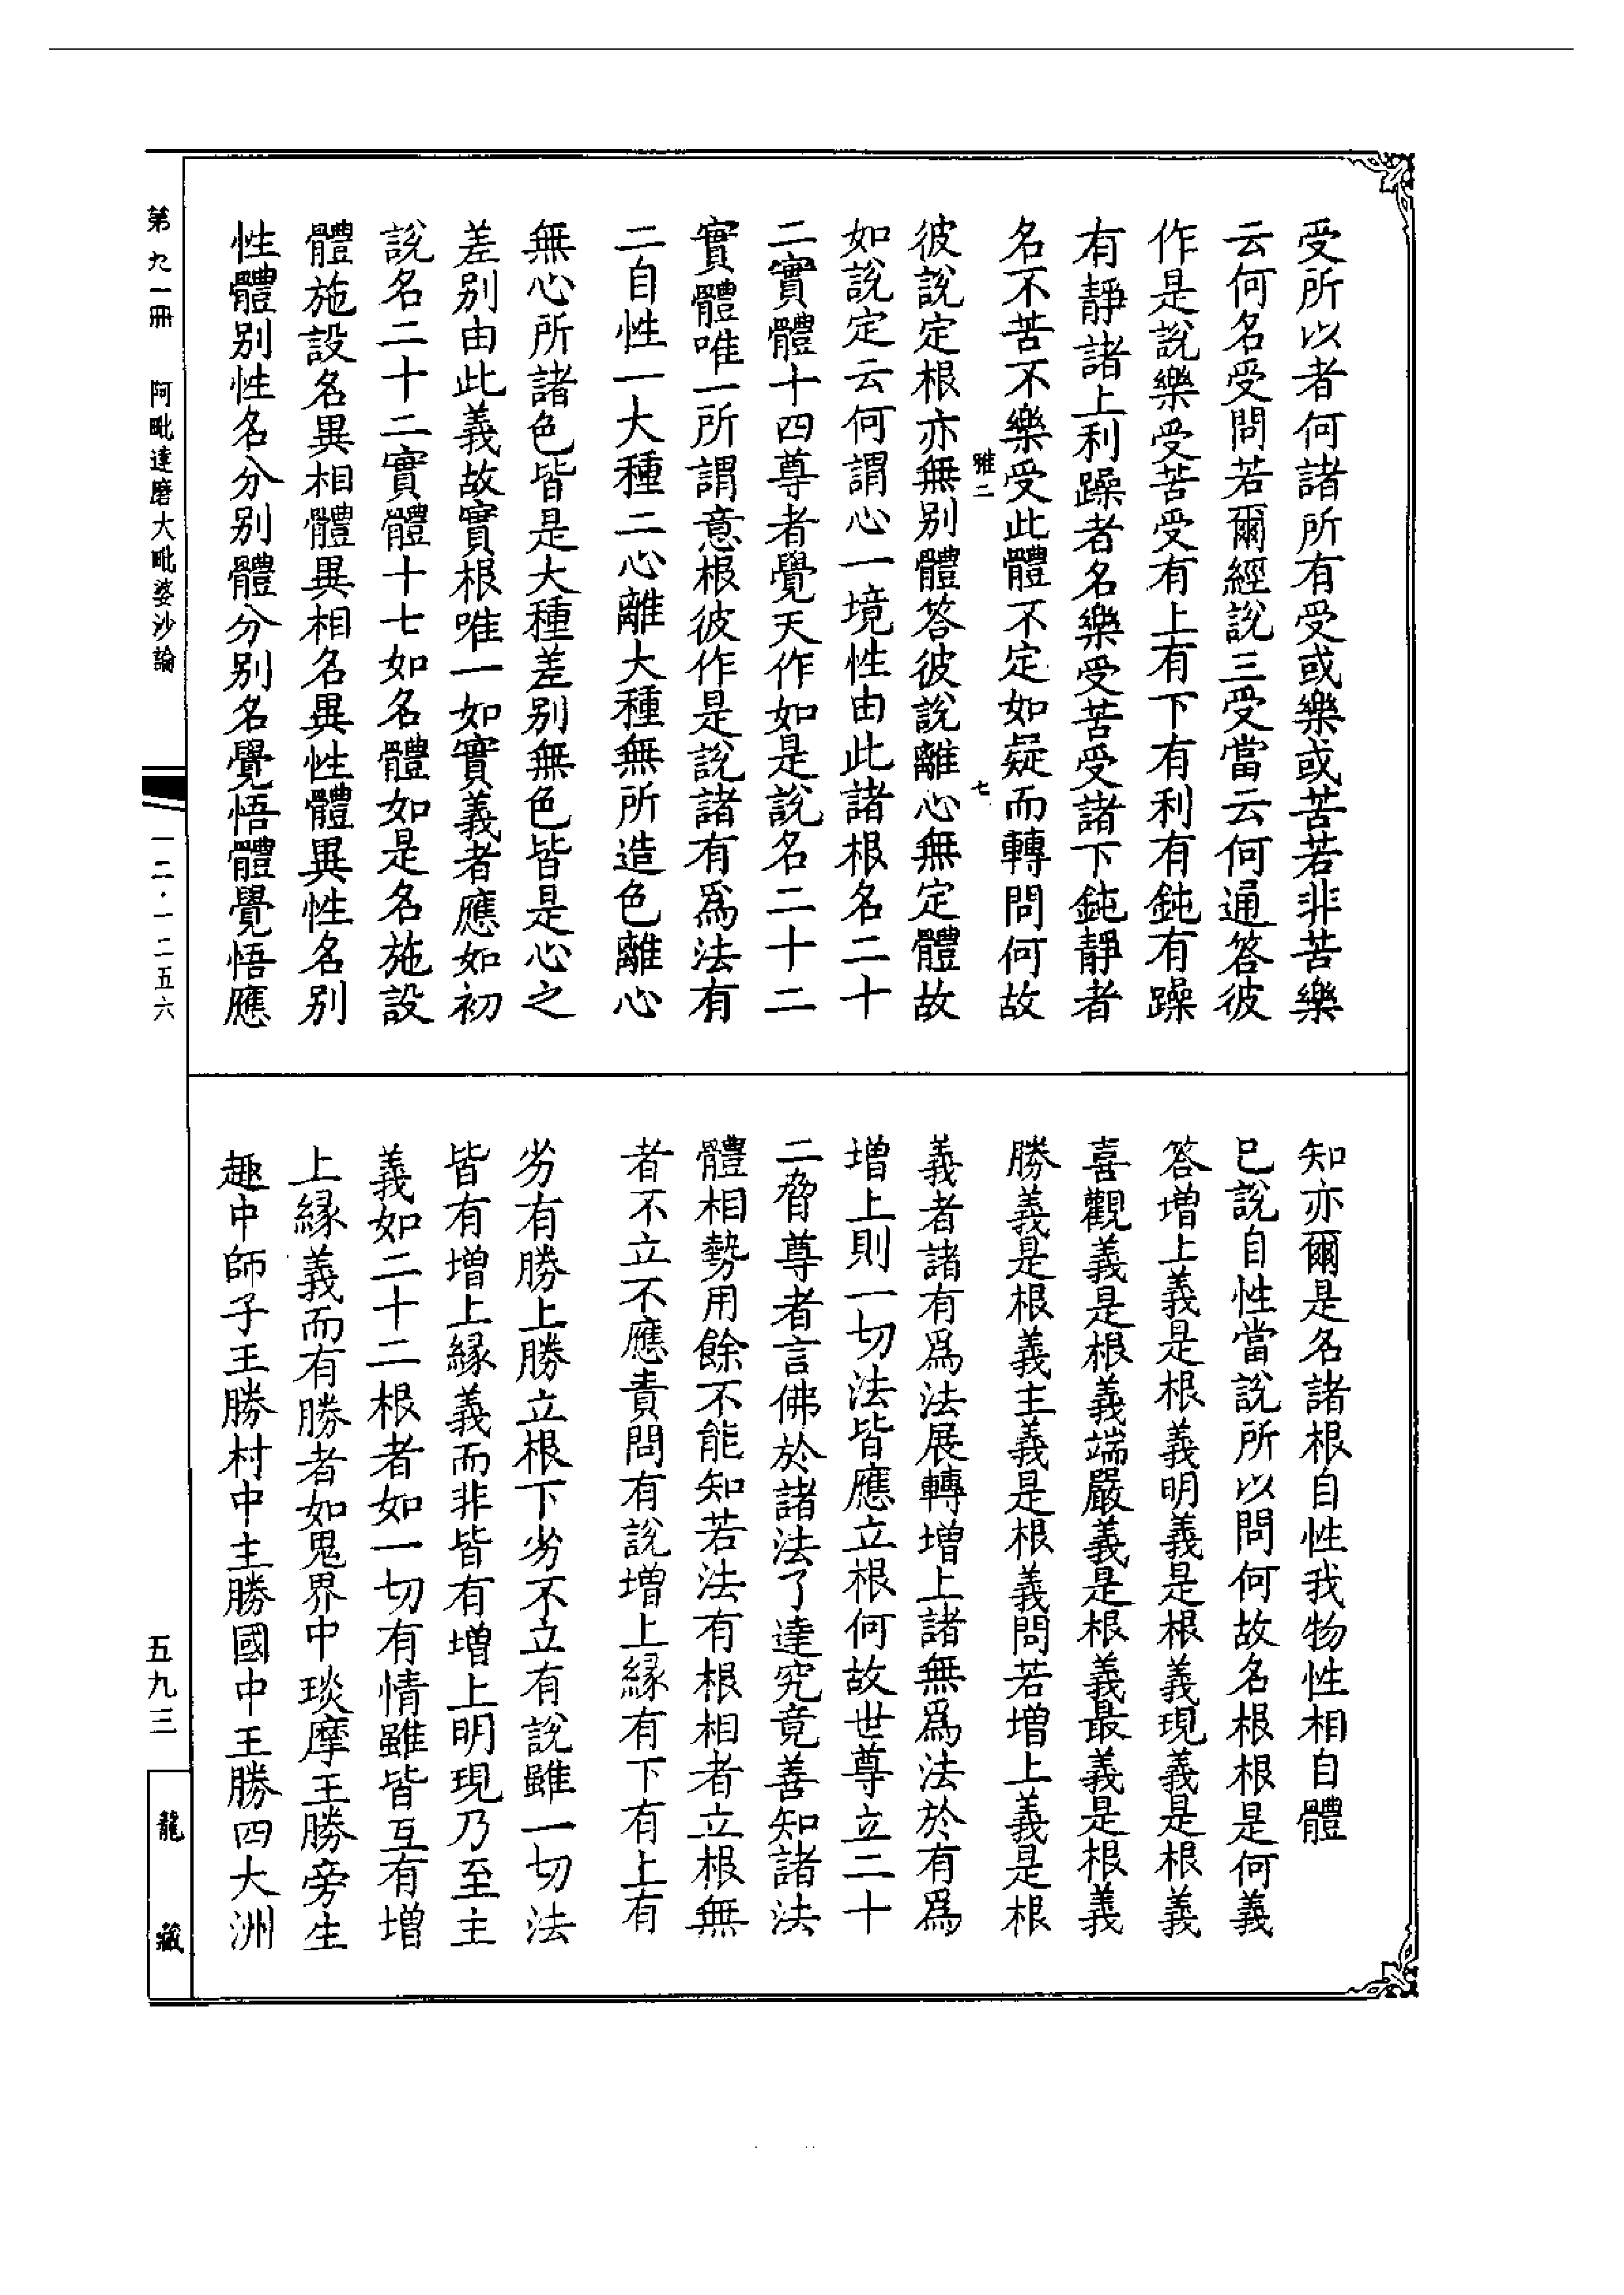 受所以者何諸所有受或樂或苦若非苦樂
云何名受問若爾經說三受當云何通答彼
作是說樂受苦受有上有下有利有鈍有躁
有靜諸上利躁者名樂受苦受諸下鈍靜者
名不苦不樂受此體不定如疑而轉問何故
雅二
七
彼說定根亦無別體答彼說離心無定體故
如說定云何謂心一境性由此諸根名二十
二實體十四尊者覺天作如是說名二十二
實體唯一所謂意根彼作是說諸有爲法有
二自性一大種二心離大種無所造色離心
無心所諸色皆是大種差別無色皆是心之
差別由此義故實根唯一如實義者應如初
說名二十二實體十七如名體如是名施設
體施設名異相體異相名異性體異性名別
性體別性名分別體分別名覺悟體覺悟應
知亦爾是名諸根自性我物性相自體
已說自性當說所以問何故名根根是何義
答增上義是根義明義是根義現義是根義
喜觀義是根義端嚴義是根義最義是根義
勝義是根義主義是根義問若增上義是根
義者諸有爲法展轉增上諸無爲法於有爲
增上則一切法皆應立根何故世尊立二十
二脅尊者言佛於諸法了達究竟善知諸法
體相勢用餘不能知若法有根相者立根無
者不立不應責問有說增上緣有下有上有
劣有勝上勝立根下劣不立有說雖一切法
皆有增上緣義而非皆有增上明現乃至主
義如二十二根者如一切有情雖皆互有增
上緣義而有勝者如鬼界中琰摩王勝旁生
趣中師子王勝村中主勝國中王勝四大洲
第九一冊 阿毗達磨大毗婆沙論
一二·一二五六
五九三
龍藏